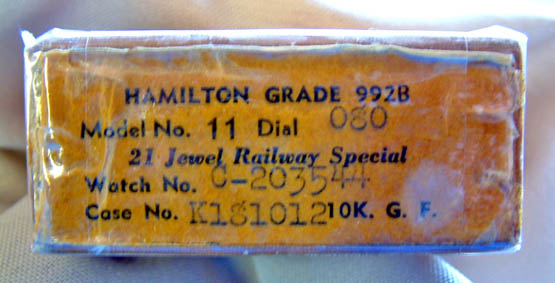 HAMILTON GRADE 992B
Model No. 11 Dial 080
21 Jewel Railway Special
Watch No. C-203544
Case No. K181012 10K. G. F.